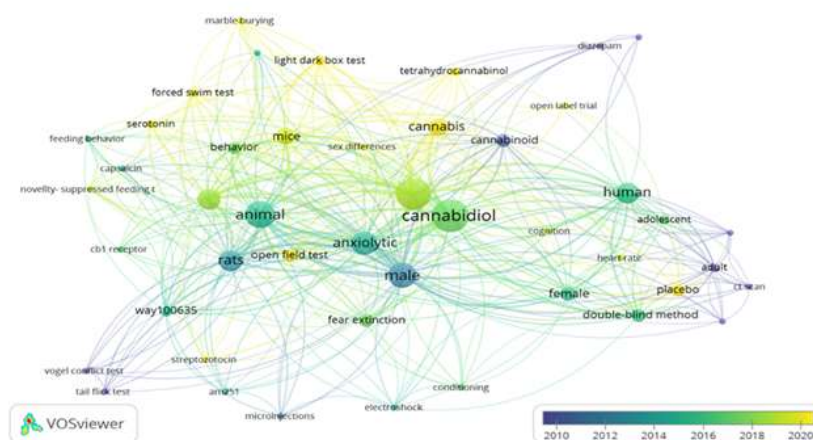 marble burying
diazepam
light dark box test
tetrahydrocannabinol
forced swim test
open label trial
serotonin
cannabis
mice
cannabinoid
feeding behavior
behavior
sex differences
capsaicin
novelty- suppressed feeding t
human
animal
cannabidiol
adolescent
cognition
anxiolytic
cb1 receptor
open field test
heart rate
rats
male
adult
ct scan
placebo
female
way100635
double-blind method
fear extinction
streptozotocin
vogel conflict test
conditioning
tail flick test
am251
electroshock
microinjections
VOSviewer
2010 2012 2014 2016 2018 2020